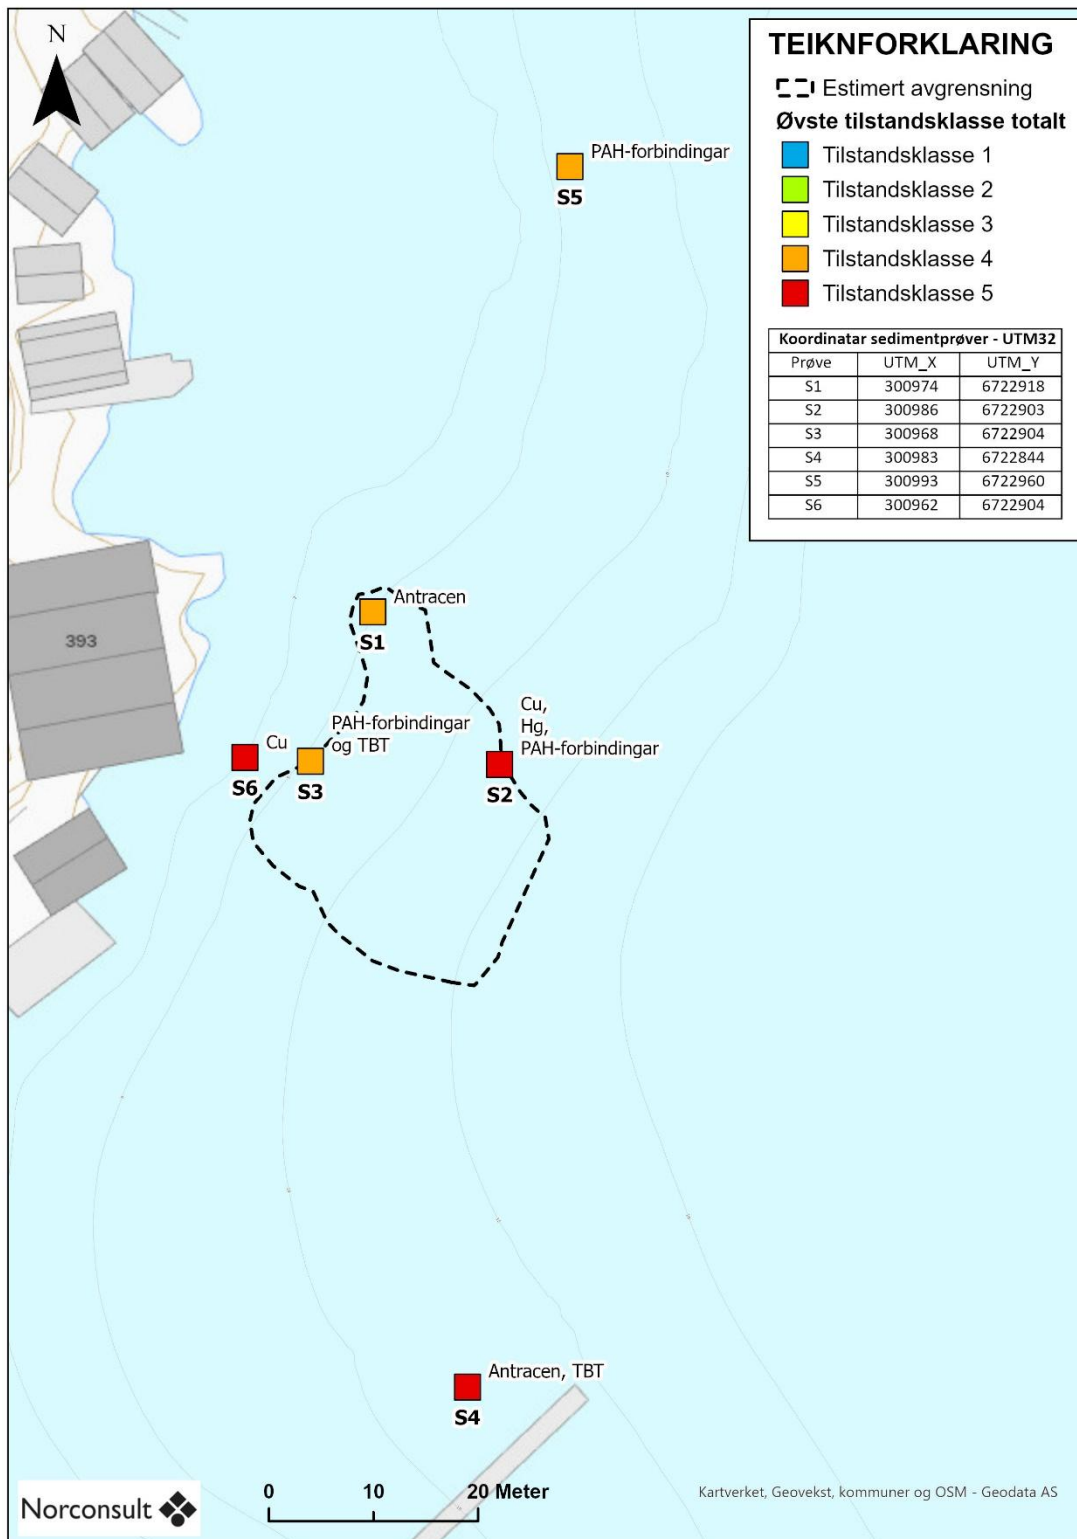 N
TEIKNFORKLARING
Estimert avgrensning
Øvste tilstandsklasse totalt
Tilstandsklasse 1
Tilstandsklasse 2
Tilstandsklasse 3
Tilstandsklasse 4
Tilstandsklasse 5
Koordinatar sedimentprøver - UTM32
Prøve UTM_X UTM_Y
S1 300974 6722918
S2 300986 6722903
S3 300968 6722904
S4 300983 6722844
S5 300993 6722960
S6 300962 6722904
PAH-forbindingar
S5
Antracen
S1
393
Cu
S6
PAH-forbindingar
og TBT
S3
Cu,
Hg,
PAH-forbindingar
S2
Antracen, TBT
S4
Norconsult
0 10 20 Meter
Kartverket, Geovekst, kommuner og OSM - Geodata AS